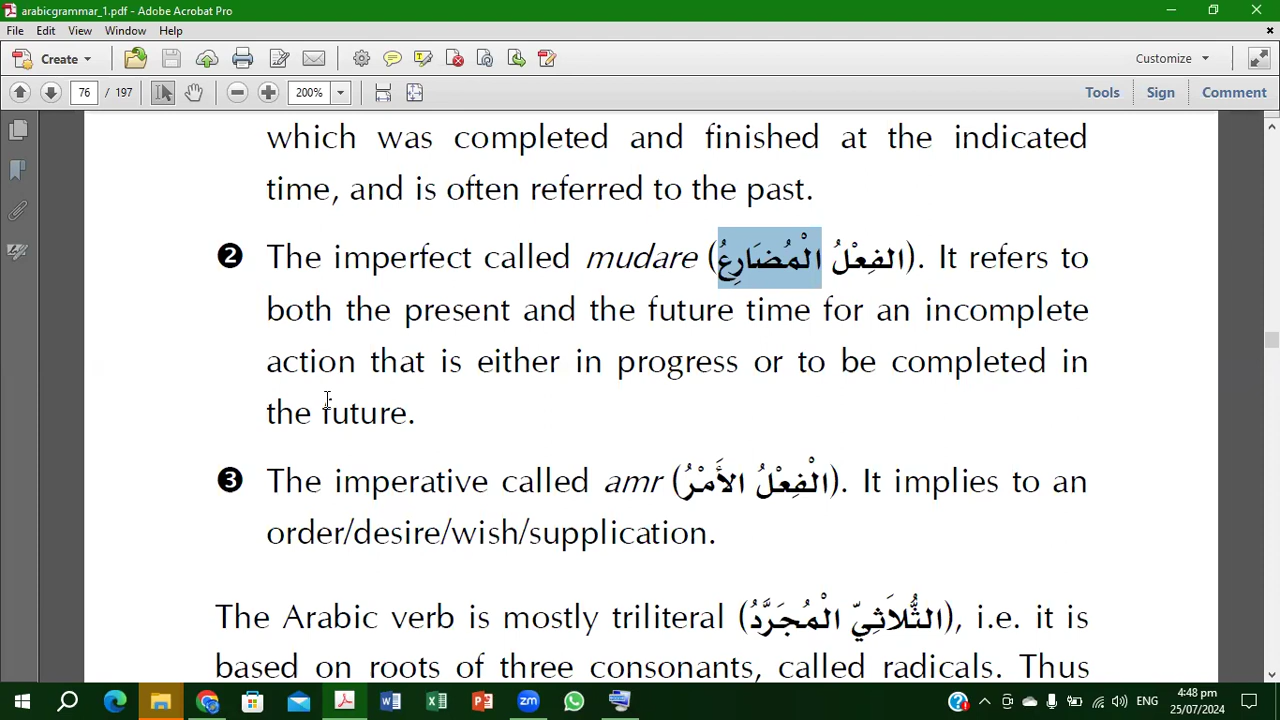 arabicgrammar_1.pdf - Adobe Acrobat Pro
File Edit View Window Help
Create Customize
76 / 197 200% Tools Sign Comment
which was completed and finished at the indicated
time, and is often referred to the past.
❷ The imperfect called mudare (الفِعْلُ الْمُضَارِعُ). It refers to
both the present and the future time for an incomplete
action that is either in progress or to be completed in
the future.
❸ The imperative called amr (الْفِعْلُ الأَمْرُ). It implies to an
order/desire/wish/supplication.
The Arabic verb is mostly triliteral (الثُّلاَثِيّ الْمُجَرَّدُ), i.e. it is
based on roots of three consonants, called radicals. Thus
4:48 pm
ENG
25/07/2024